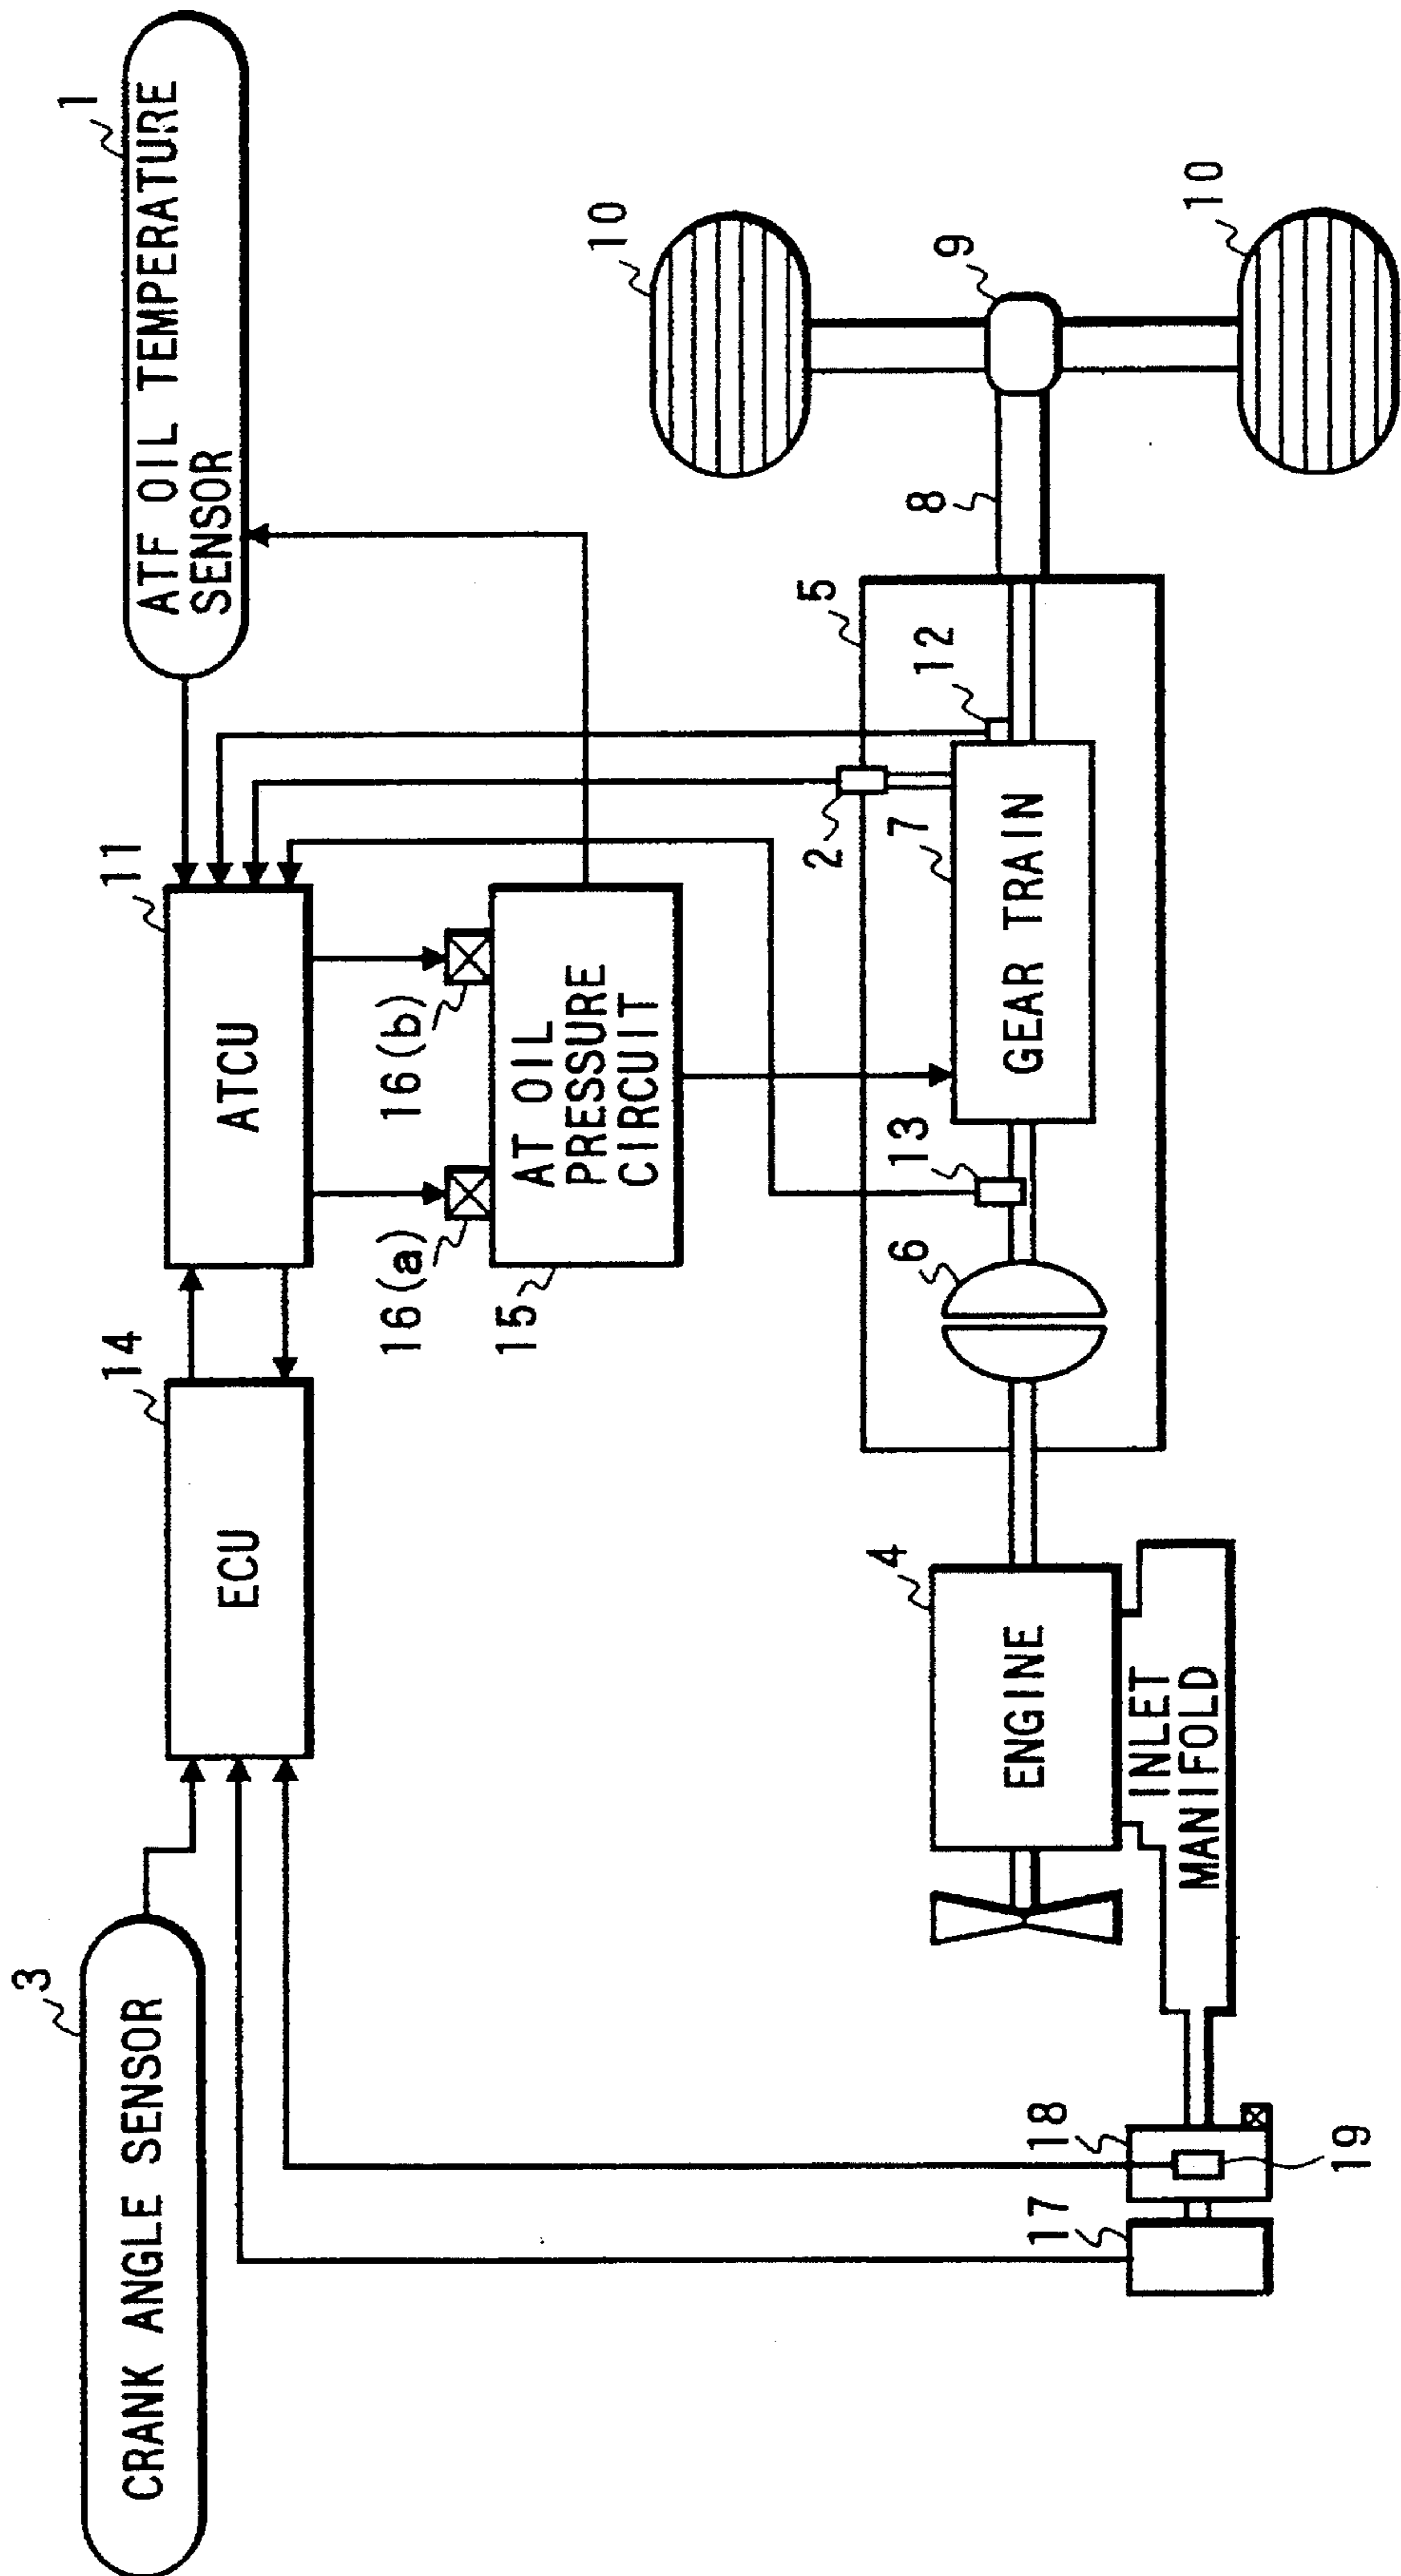 1
ATF OIL TEMPERATURE
SENSOR
3
CRANK ANGLE SENSOR
14
ECU
11
ATCU
16(a)
16(b)
15
AT OIL
PRESSURE
CIRCUIT
10
10
9
8
5
12
2
7
GEAR TRAIN
13
6
4
ENGINE
INLET
MANIFOLD
17
18
19